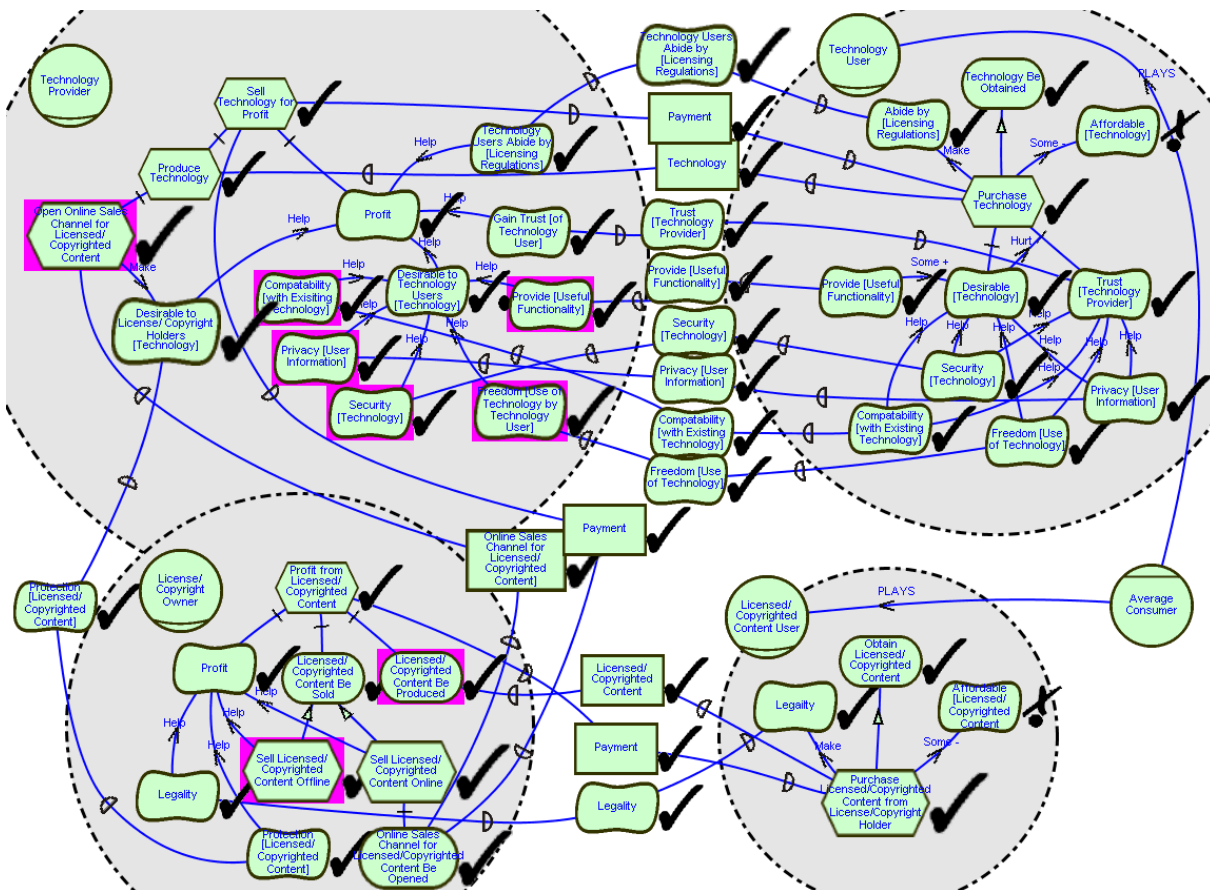 Technology
Provider
Sell
Technology for
Profit
Produce
Technology
Open Online Sales
Channel for
Licensed/
Copyrighted
Content
Make
Desirable to
License/ Copyright
Holders
[Technology]
Help
Profit
Help
Technology
Users Abide by
[Licensing Regulations]
Help
Gain Trust [of
Technology
User]
Help
Compatability
[with Exisiting
Technology]
Help
Desirable to
Technology
Users
[Technology]
Help
Provide [Useful
Functionality]
Privacy [User
Information]
Help
Security
[Technology]
Help
Freedom [Use of
Technology by
Technology
User]
Help
Technology Users
Abide by
[Licensing
Regulations]
Payment
Technology
Trust
[Technology
Provider]
Provide [Useful
Functionality]
Security
[Technology]
Privacy [User
Information]
Compatability
[with Existing
Technology]
Freedom [Use
of Technology]
Technology
User
PLAYS
Technology Be
Obtained
Abide by
[Licensing
Regulations]
Affordable
[Technology]
Make
Some -
Purchase
Technology
Hurt
Some +
Provide [Useful
Functionality]
Desirable
[Technology]
Trust
[Technology
Provider]
Help
Help
Help
Help
Help
Help
Help
Security
[Technology]
Privacy [User
Information]
Compatability
[with Existing
Technology]
Freedom [Use
of Technology]
Online Sales
Channel for
Licensed/
Copyrighted
Content]
Payment
Protection
[Licensed/
Copyrighted
Content]
License/
Copyright
Owner
Profit from
Licensed/
Copyrighted
Content
Profit
Licensed/
Copyrighted
Content Be
Sold
Licensed/
Copyrighted
Content Be
Produced
Help
Help
Help
Help
Sell Licensed/
Copyrighted
Content Offline
Sell Licensed/
Copyrighted
Content Online
Legality
Protection
[Licensed/
Copyrighted
Content]
Online Sales
Channel for
Licensed/Copyrighted
Content Be
Opened
Licensed/
Copyrighted
Content
Payment
Legality
Licensed/
Copyrighted
Content User
PLAYS
Average
Consumer
Obtain
Licensed/
Copyrighted
Content
Legailty
Affordable
[Licensed/
Copyrighted
Content
Make
Some -
Purchase
Licensed/Copyrighted
Content from
License/Copyright
Holder